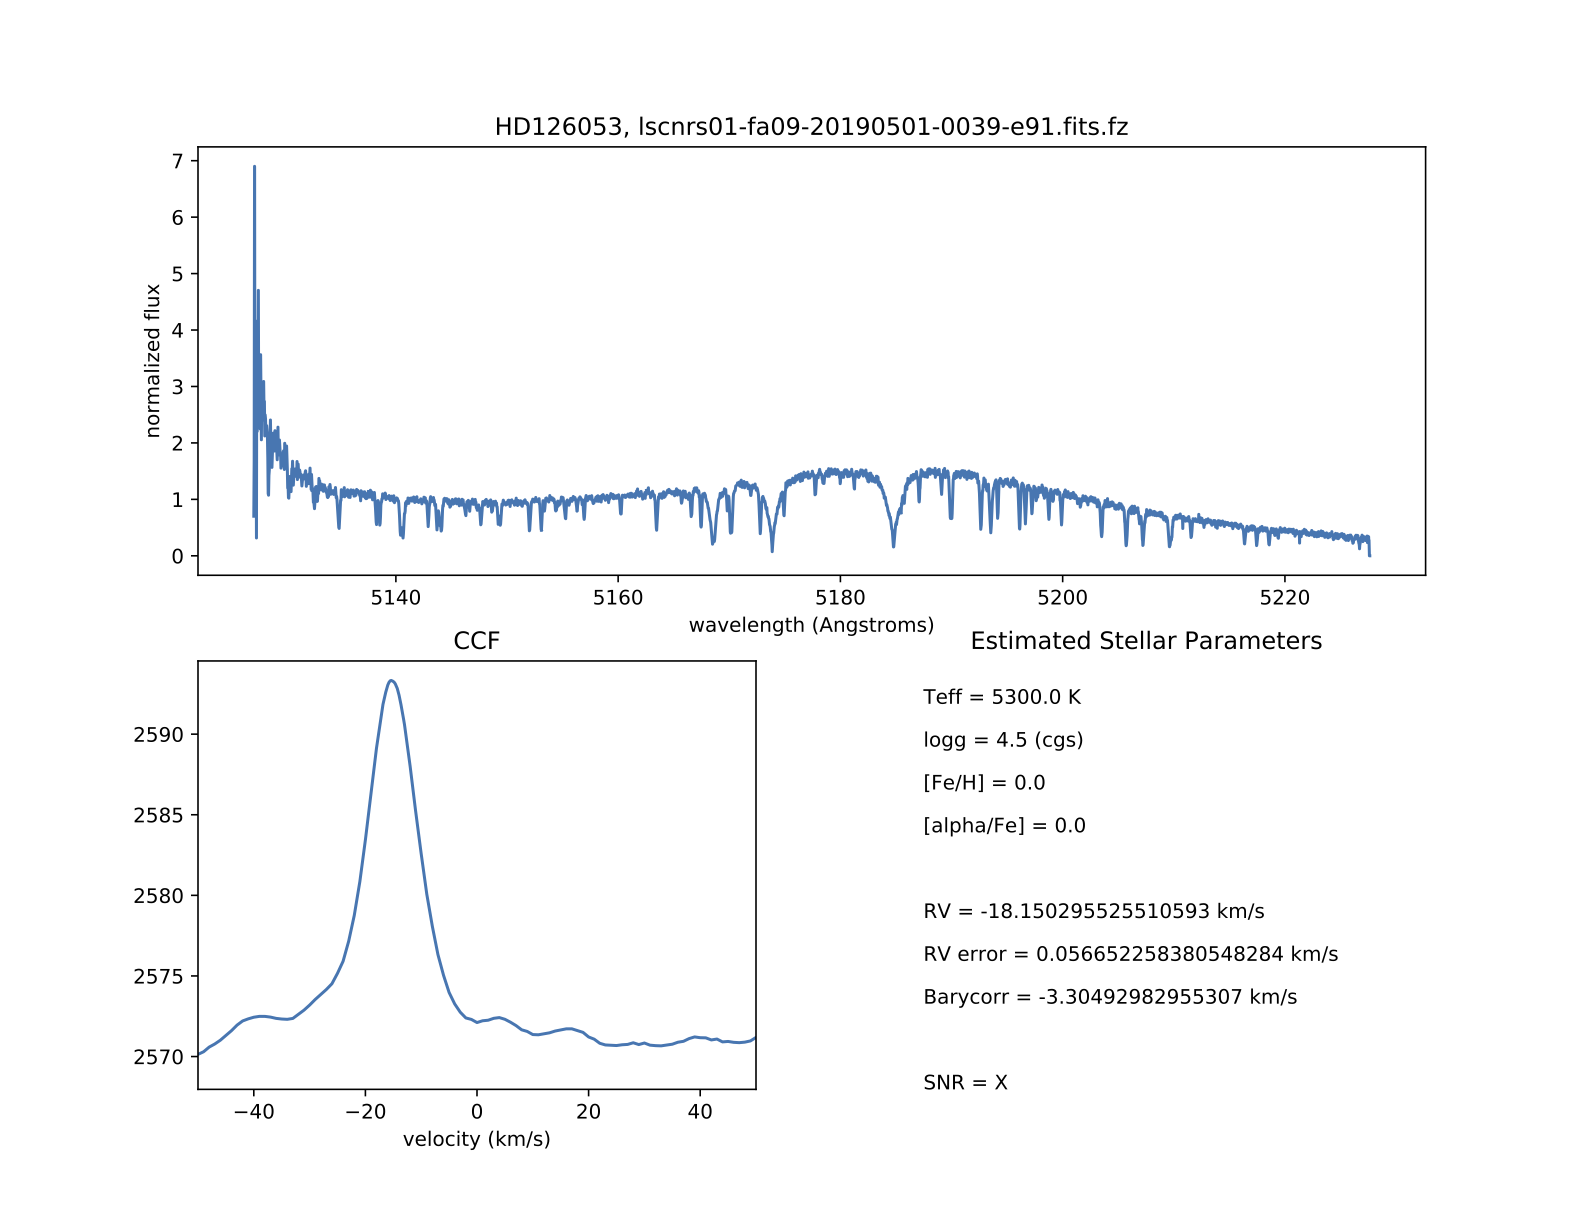 HD126053, lscnrs01-fa09-20190501-0039-e91.fits.fz
normalized flux
7
6
5
4
3
2
1
0
5140 5160 5180 5200 5220
wavelength (Angstroms)
CCF
2590
2585
2580
2575
2570
−40 −20 0 20 40
velocity (km/s)
Estimated Stellar Parameters
Teff = 5300.0 K
logg = 4.5 (cgs)
[Fe/H] = 0.0
[alpha/Fe] = 0.0
RV = -18.150295525510593 km/s
RV error = 0.056652258380548284 km/s
Barycorr = -3.30492982955307 km/s
SNR = X